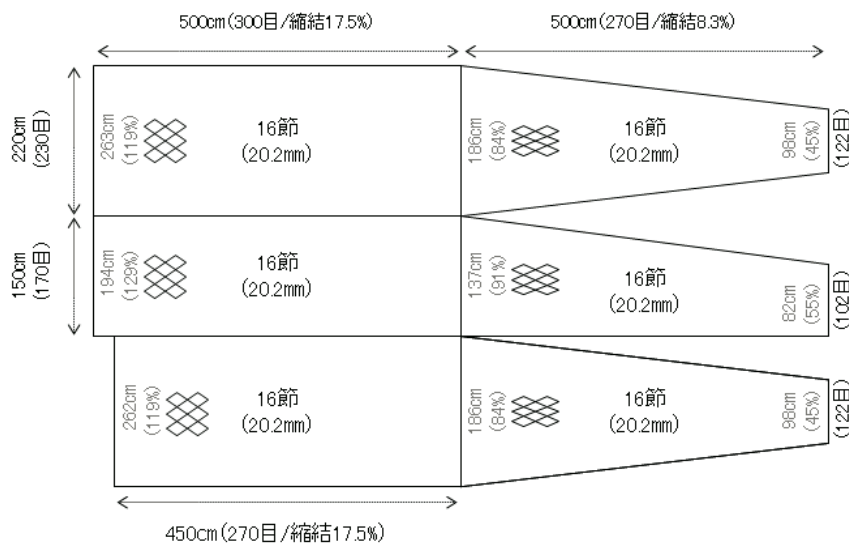 500cm(300目/縮結17.5%)
500cm(270目/縮結8.3%)
220cm
(230目)
263cm
(119%)
16節
(20.2mm)
186cm
(84%)
16節
(20.2mm)
98cm
(45%)
(122目)
150cm
(170目)
194cm
(129%)
16節
(20.2mm)
137cm
(91%)
16節
(20.2mm)
82cm
(55%)
(102目)
262cm
(119%)
16節
(20.2mm)
186cm
(84%)
16節
(20.2mm)
98cm
(45%)
(122目)
450cm(270目/縮結17.5%)